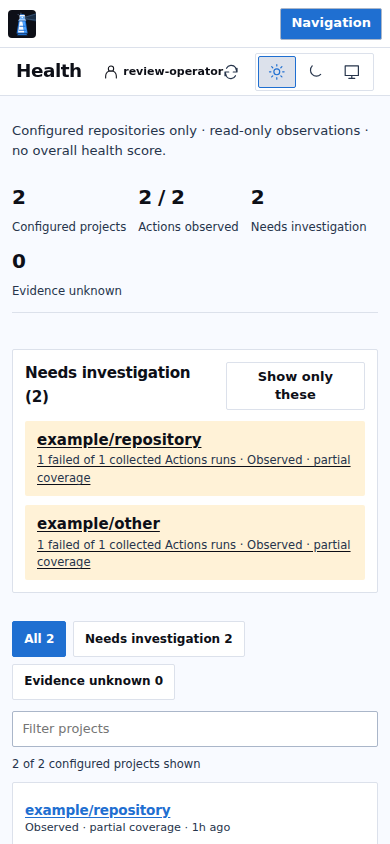 Navigation
Health
review-operator
Configured repositories only · read-only observations ·
no overall health score.
2
Configured projects
2 / 2
Actions observed
2
Needs investigation
0
Evidence unknown
Needs investigation
(2)
Show only
these
example/repository
1 failed of 1 collected Actions runs · Observed · partial
coverage
example/other
1 failed of 1 collected Actions runs · Observed · partial
coverage
All 2
Needs investigation 2
Evidence unknown 0
Filter projects
2 of 2 configured projects shown
example/repository
Observed · partial coverage · 1h ago